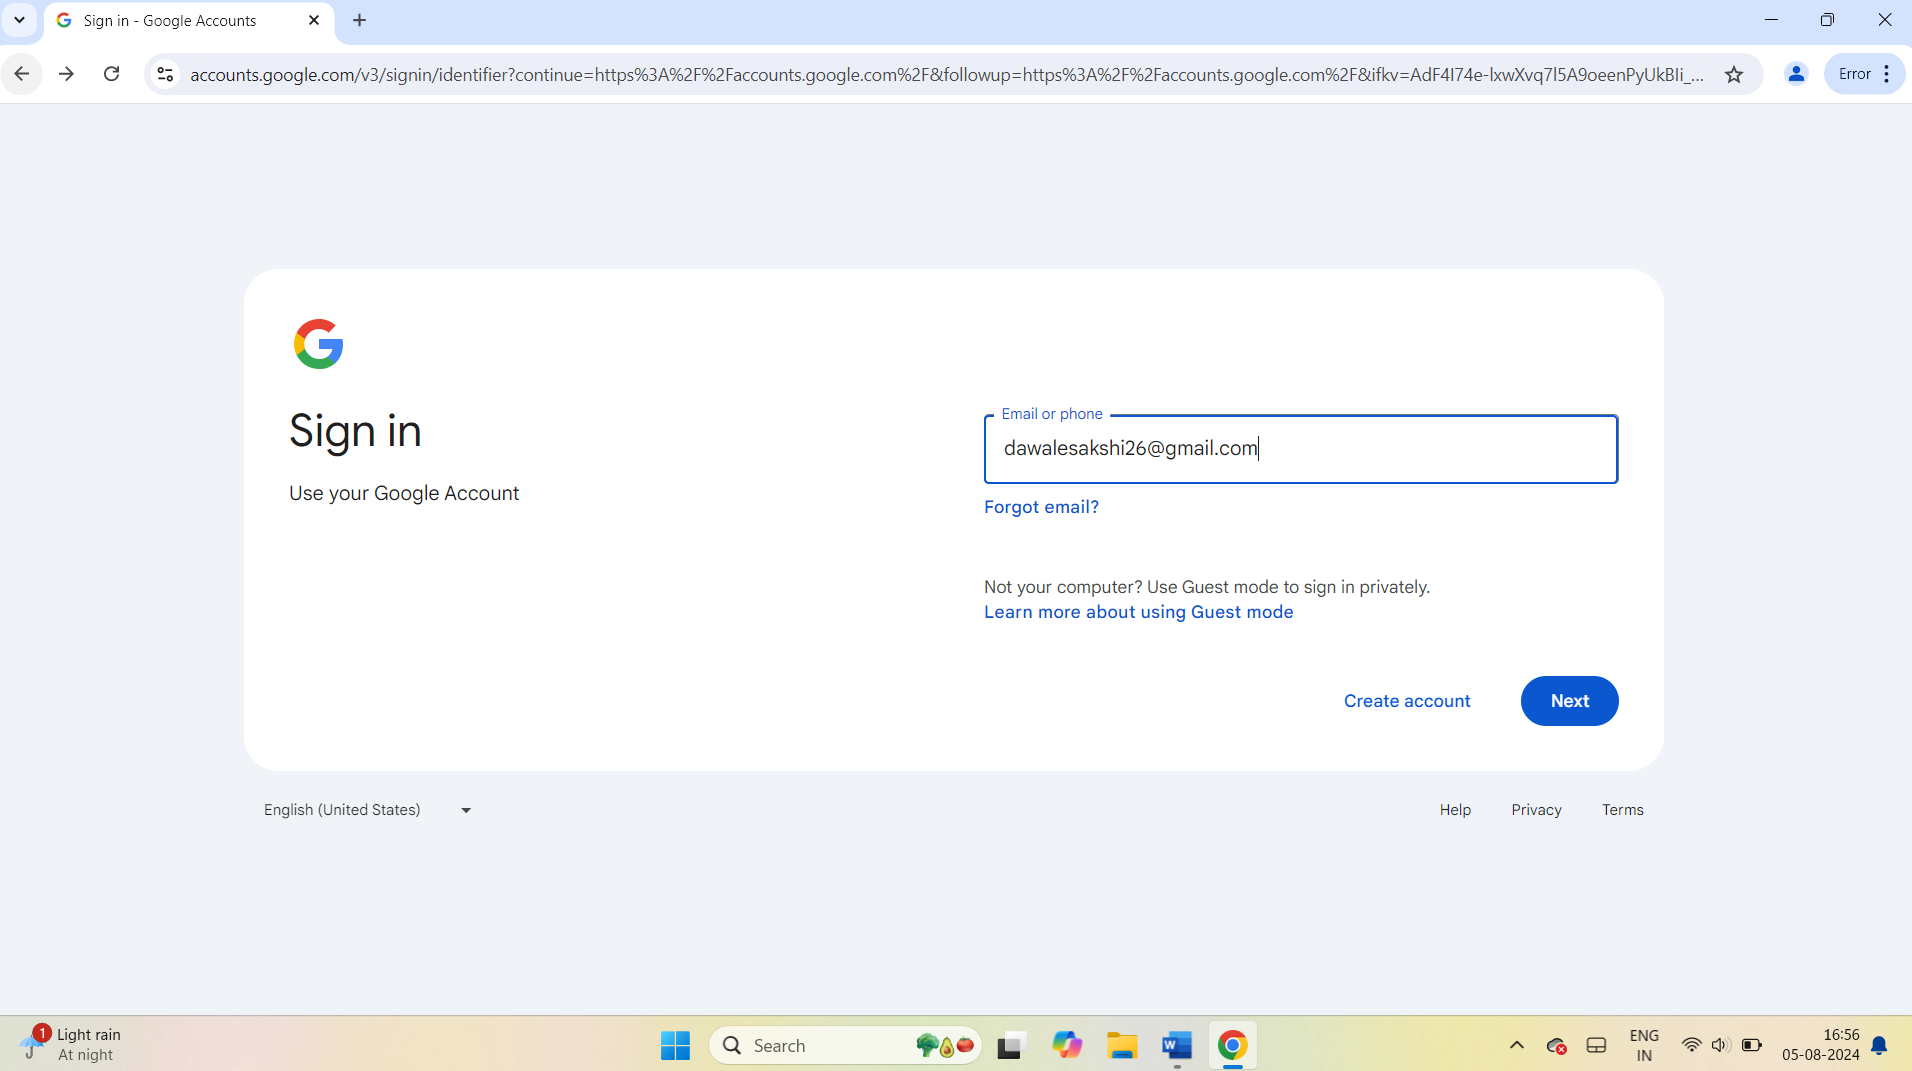 Sign in - Google Accounts
accounts.google.com/v3/signin/identifier?continue=https%3A%2F%2Faccounts.google.com%2F&followup=https%3A%2F%2Faccounts.google.com%2F&ifkv=AdF4I74e-lxwXvq7l5A9oeenPyUkBIi_...
Error
Sign in
Use your Google Account
Email or phone
dawalesakshi26@gmail.com
Forgot email?
Not your computer? Use Guest mode to sign in privately.
Learn more about using Guest mode
Create account
Next
English (United States)
Help
Privacy
Terms
1
Light rain
At night
Search
ENG
IN
16:56
05-08-2024